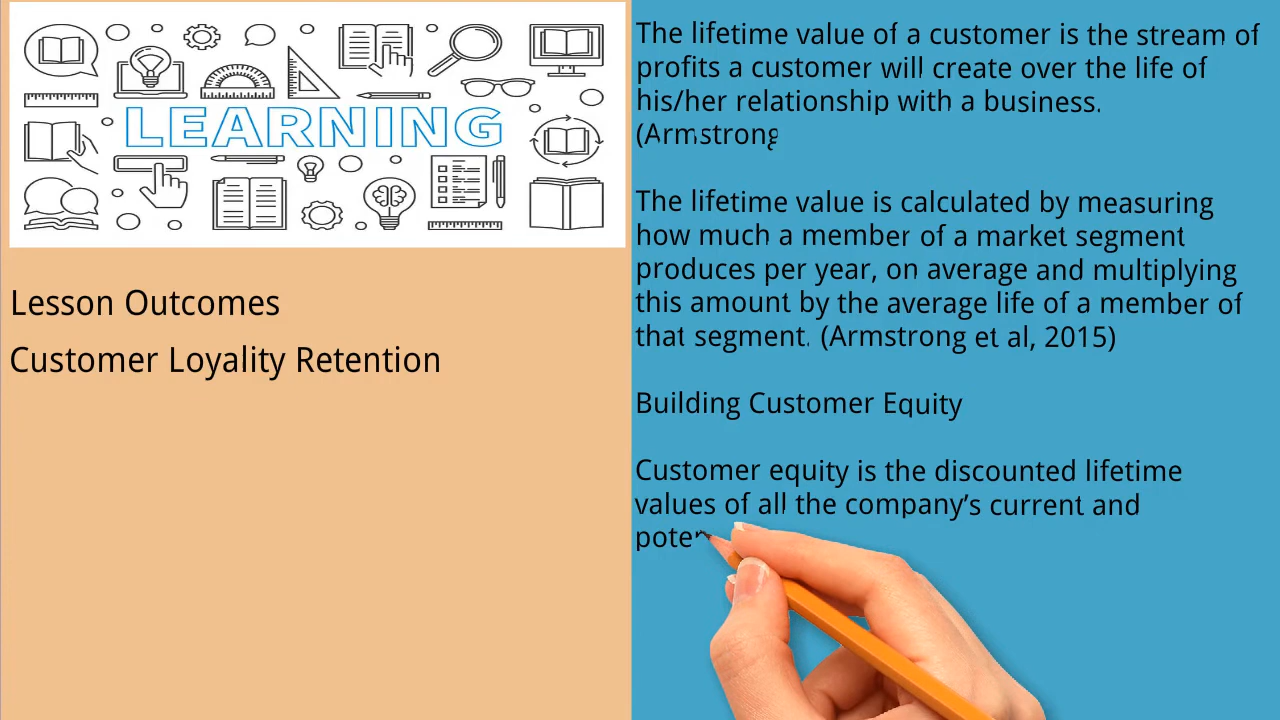 LEARNING
Lesson Outcomes
Customer Loyality Retention
The lifetime value of a customer is the stream of
profits a customer will create over the life of
his/her relationship with a business.
(Armstrong
The lifetime value is calculated by measuring
how much a member of a market segment
produces per year, on average and multiplying
this amount by the average life of a member of
that segment. (Armstrong et al, 2015)
Building Customer Equity
Customer equity is the discounted lifetime
values of all the company’s current and